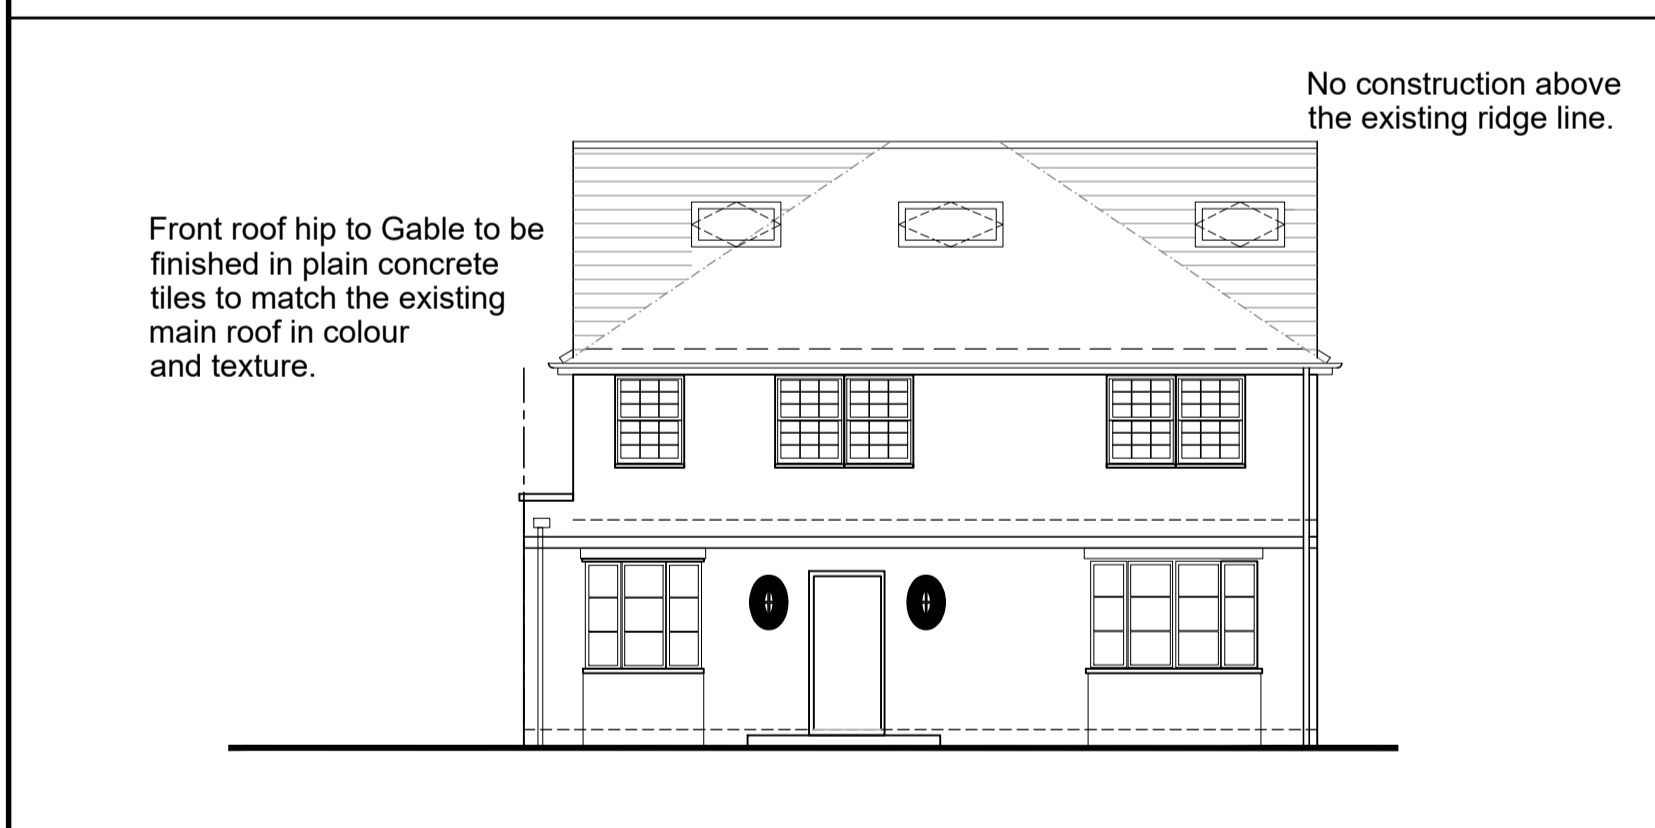 No construction above
the existing ridge line.
Front roof hip to Gable to be
finished in plain concrete
tiles to match the existing
main roof in colour
and texture.